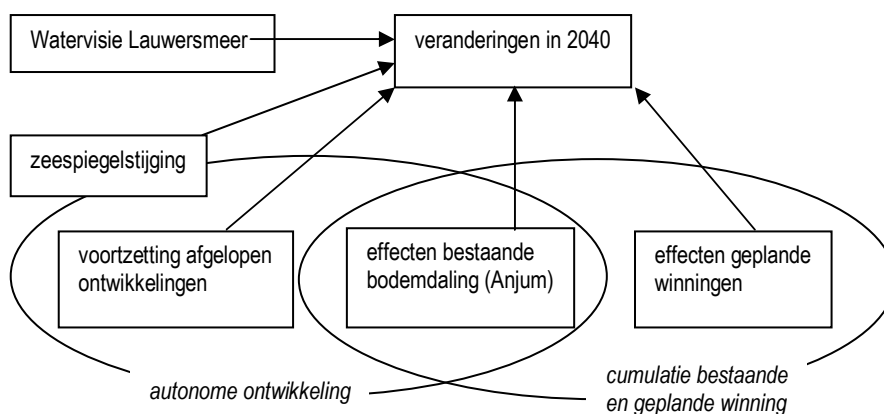 Watervisie Lauwersmeer
veranderingen in 2040
zeespiegelstijging
voortzetting afgelopen
ontwikkelingen
effecten bestaande
bodemdaling (Anjum)
effecten geplande
winningen
autonome ontwikkeling
cumulatie bestaande
en geplande winning